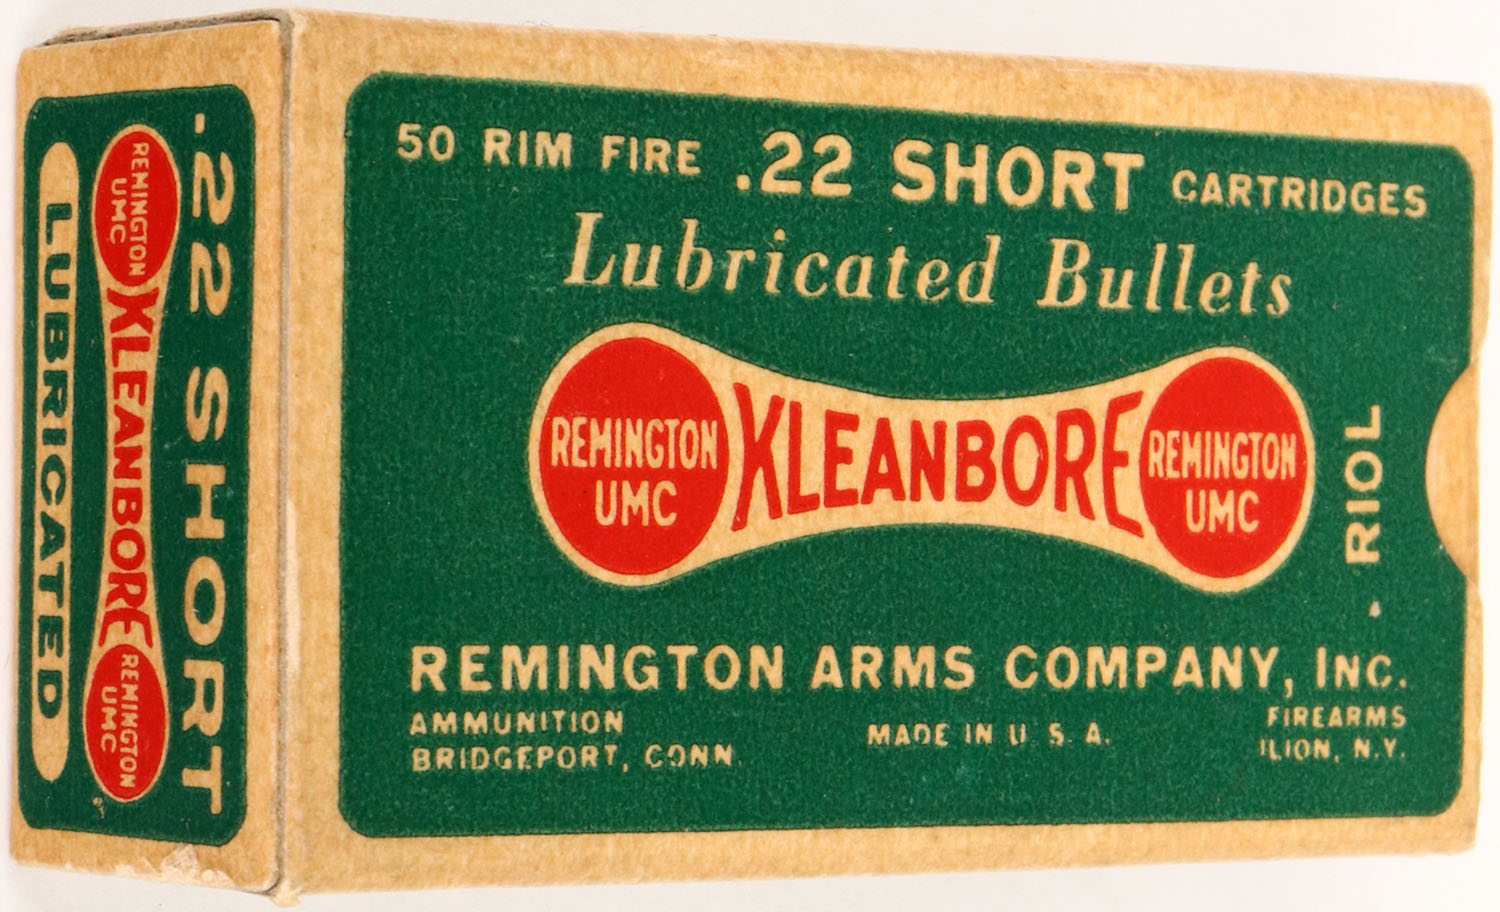 50 RIM FIRE .22 SHORT CARTRIDGES
Lubricated Bullets
REMINGTON
UMC
KLEANBORE
REMINGTON
UMC
RIOL
REMINGTON ARMS COMPANY, INC.
AMMUNITION
BRIDGEPORT, CONN.
MADE IN U. S. A.
FIREARMS
ILION, N.Y.
.22 SHORT
REMINGTON
UMC
KLEANBORE
REMINGTON
UMC
LUBRICATED